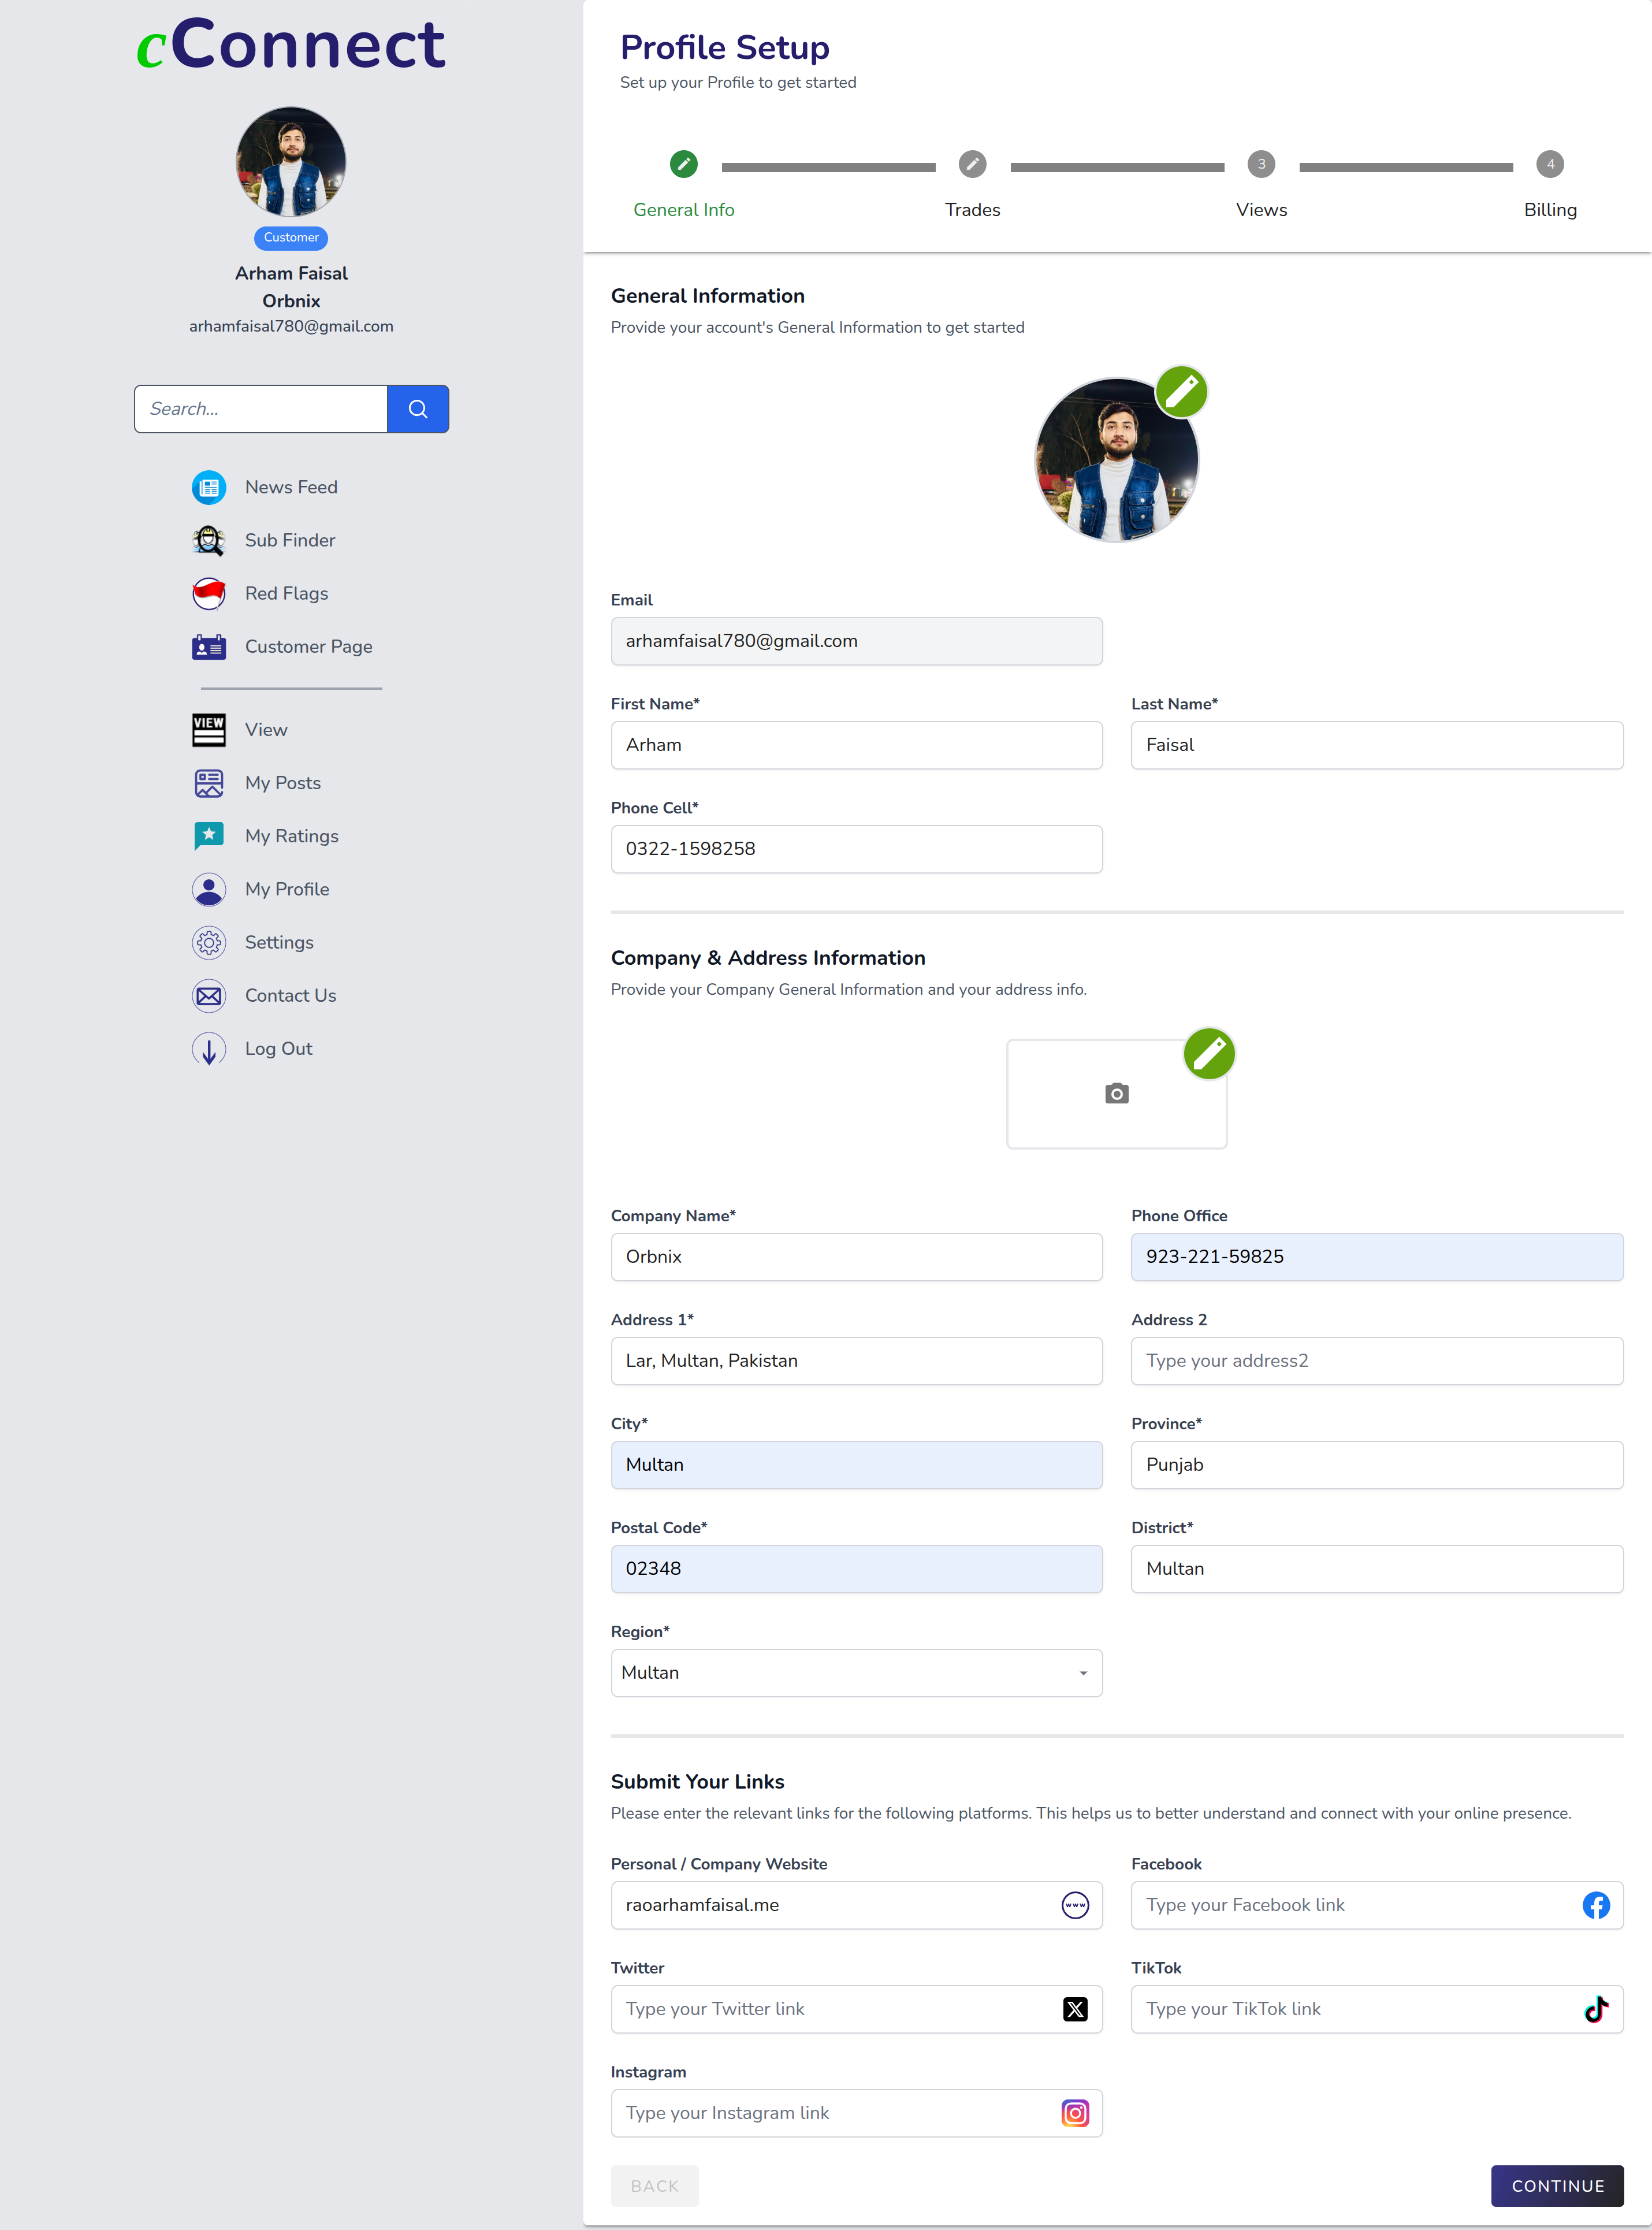 cConnect
Customer
Arham Faisal
Orbnix
arhamfaisal780@gmail.com
Search...
News Feed
Sub Finder
Red Flags
Customer Page
VIEW
View
My Posts
My Ratings
My Profile
Settings
Contact Us
Log Out
Profile Setup
Set up your Profile to get started
3
4
General Info
Trades
Views
Billing
General Information
Provide your account's General Information to get started
Email
arhamfaisal780@gmail.com
First Name*
Last Name*
Arham
Faisal
Phone Cell*
0322-1598258
Company & Address Information
Provide your Company General Information and your address info.
Company Name*
Phone Office
Orbnix
923-221-59825
Address 1*
Address 2
Lar, Multan, Pakistan
Type your address2
City*
Province*
Multan
Punjab
Postal Code*
District*
02348
Multan
Region*
Multan
Submit Your Links
Please enter the relevant links for the following platforms. This helps us to better understand and connect with your online presence.
Personal / Company Website
Facebook
raoarhamfaisal.me
www
Type your Facebook link
Twitter
TikTok
Type your Twitter link
Type your TikTok link
Instagram
Type your Instagram link
BACK
CONTINUE